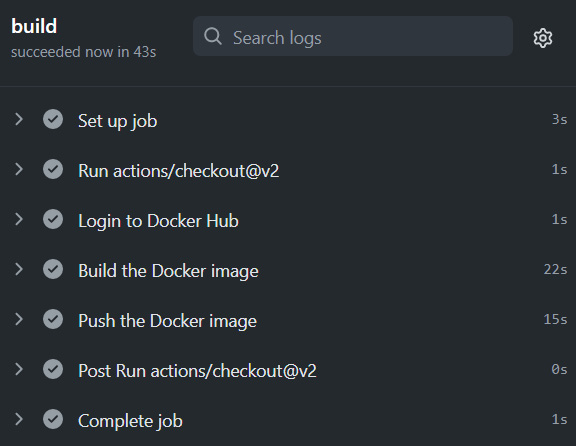 build
succeeded now in 43s
Search logs
Set up job 3s
Run actions/checkout@v2 1s
Login to Docker Hub 1s
Build the Docker image 22s
Push the Docker image 15s
Post Run actions/checkout@v2 0s
Complete job 1s